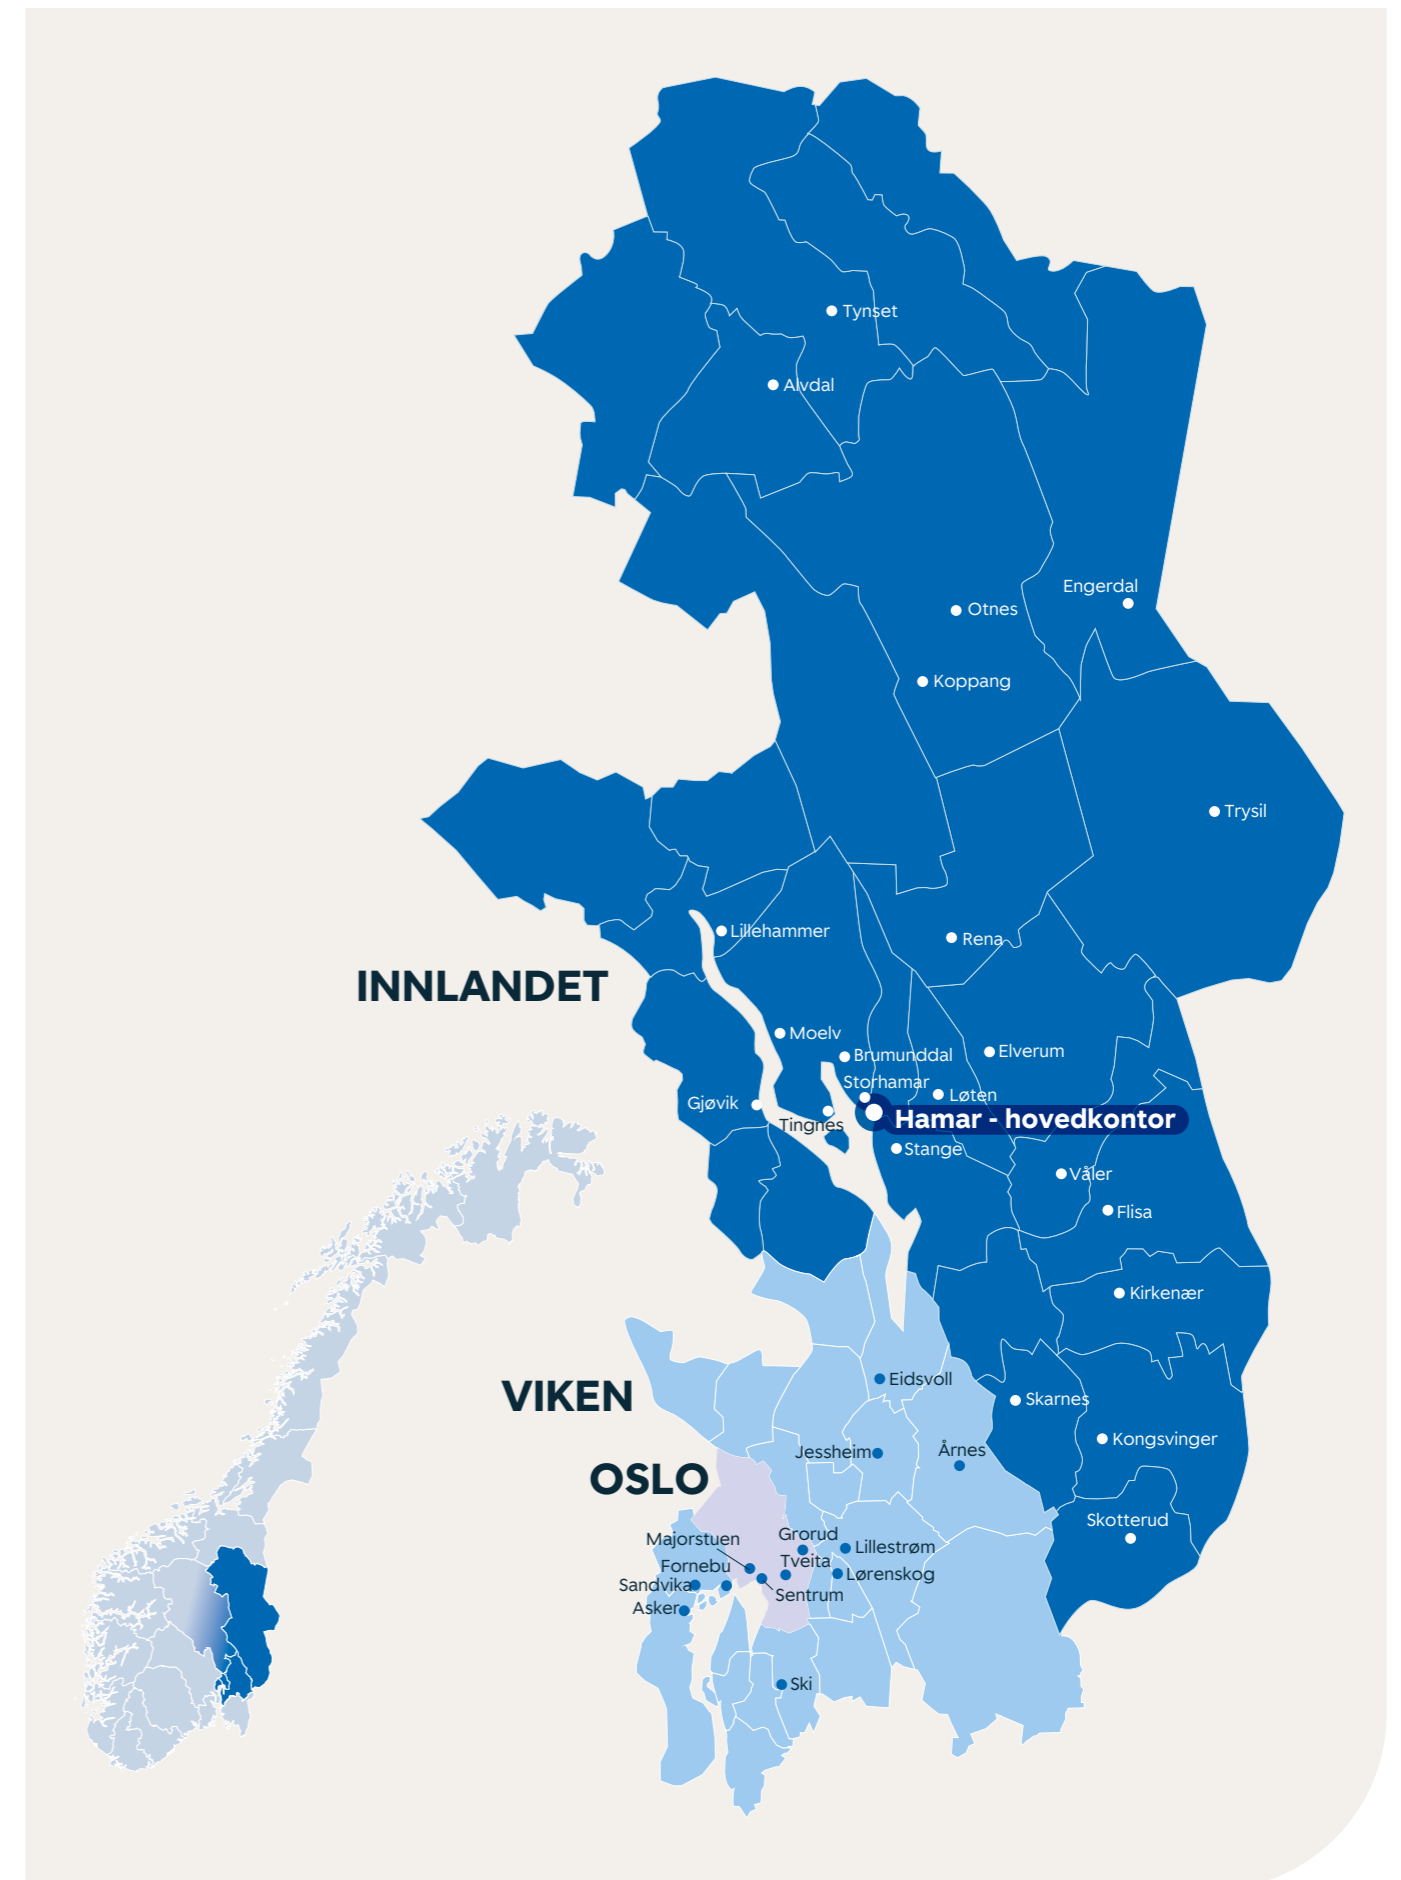 Tynset
Alvdal
Engerdal
Otnes
Koppang
Trysil
Lillehammer
Rena
INNLANDET
Moelv
Elverum
Brumunddal
Storhamar
Løten
Gjøvik
Hamar - hovedkontor
Tingnes
Stange
Våler
Flisa
Kirkenær
Eidsvoll
VIKEN
Skarnes
Kongsvinger
Jessheim
Årnes
OSLO
Skotterud
Grorud
Majorstuen
Lillestrøm
Tveita
Fornebu
Lørenskog
Sandvika
Sentrum
Asker
Ski